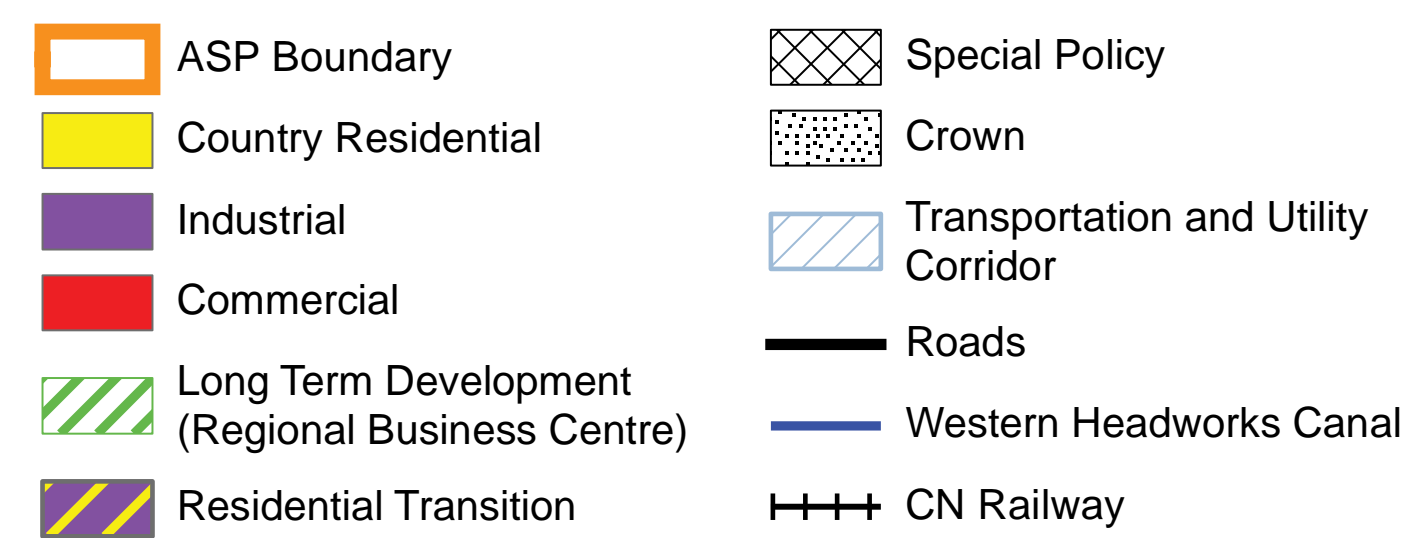 ASP Boundary
Country Residential
Industrial
Commercial
Long Term Development
(Regional Business Centre)
Residential Transition
Special Policy
Crown
Transportation and Utility
Corridor
Roads
Western Headworks Canal
CN Railway